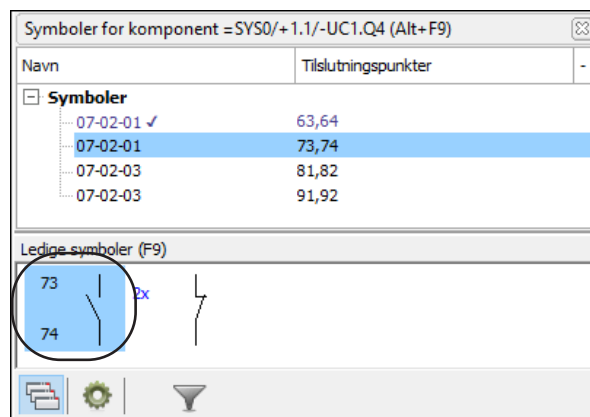 Symboler for komponent =SYS0/+1.1/-UC1.Q4 (Alt+F9)
Navn Tilslutningspunkter -
Symboler
07-02-01 ✓ 63,64
07-02-01 73,74
07-02-03 81,82
07-02-03 91,92
Ledige symboler (F9)
73
2x
74